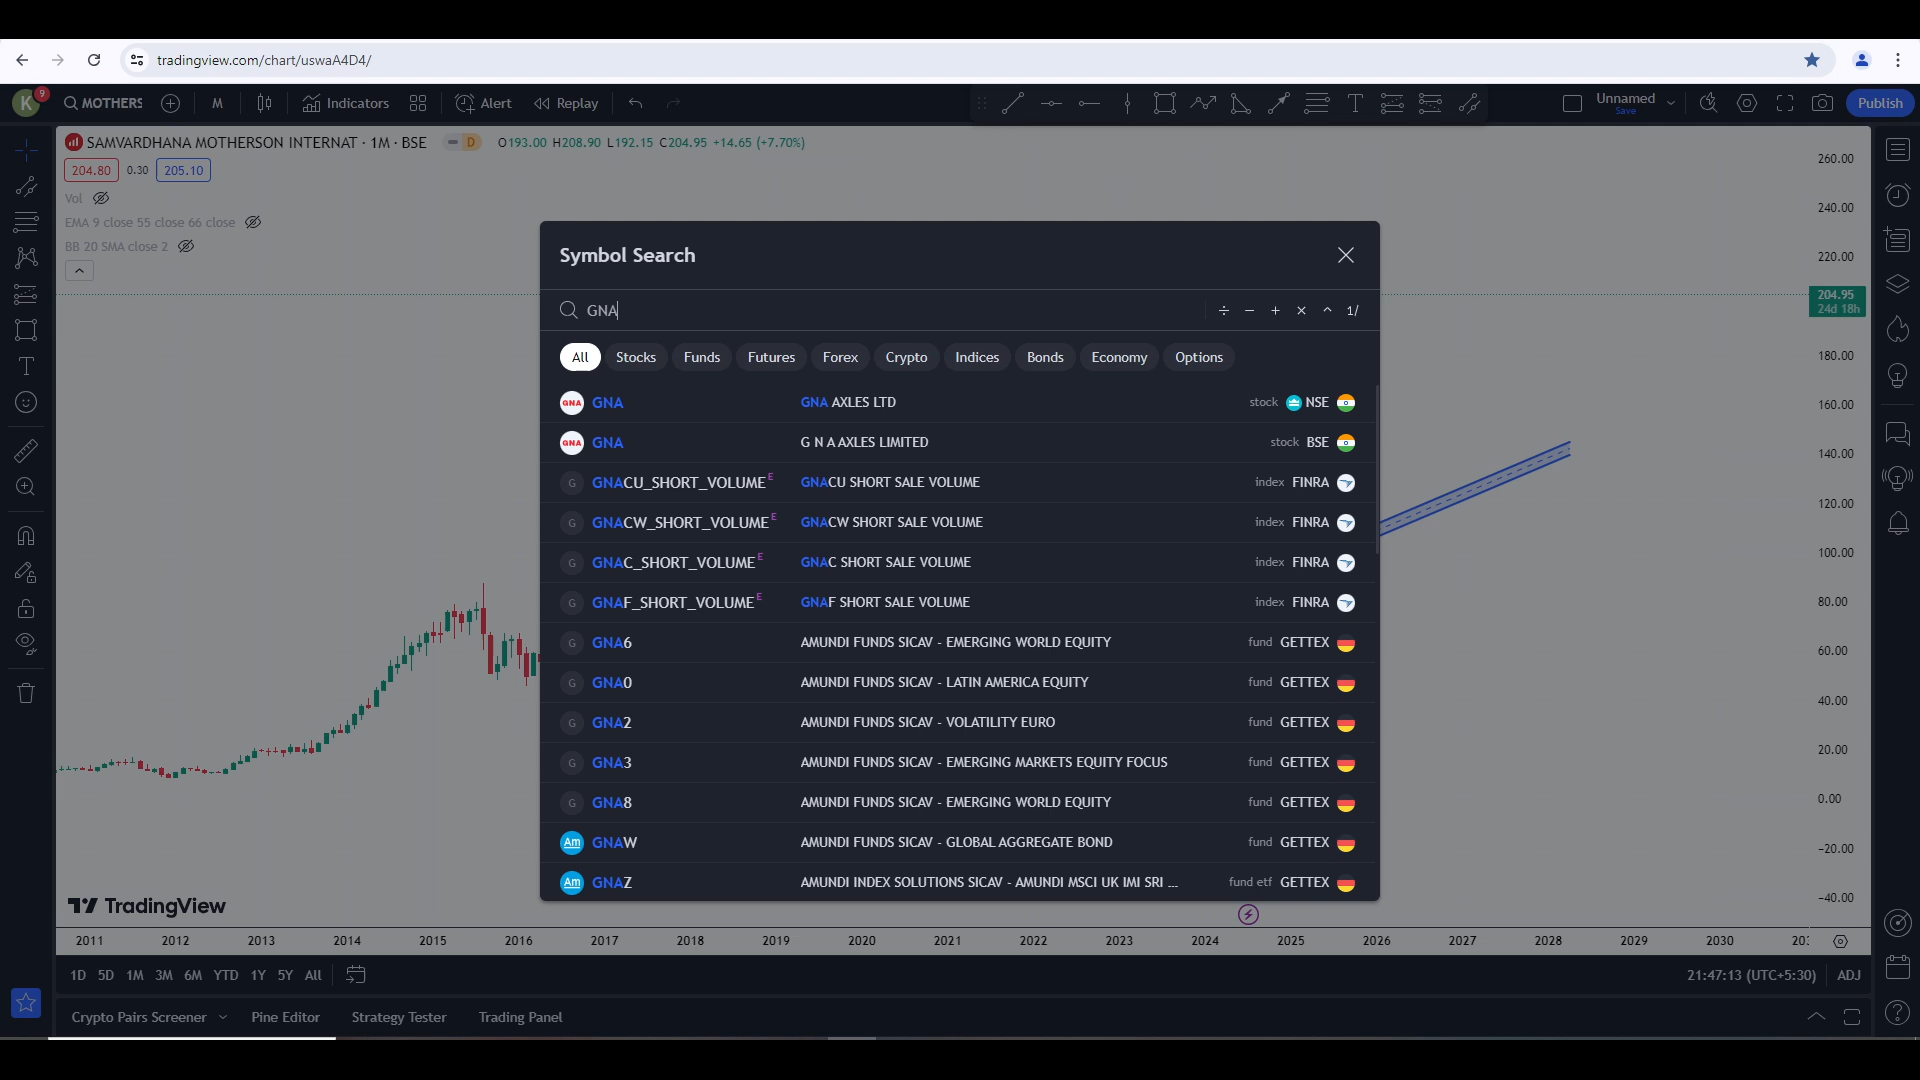 tradingview.com/chart/uswaA4D4/
K 9 MOTHERS M Indicators Alert Replay Unnamed Save Publish
SAMVARDHANA MOTHERSON INTERNAT · 1M · BSE D O193.00 H208.90 L192.15 C204.95 +14.65 (+7.70%)
204.80 0.30 205.10
Vol
EMA 9 close 55 close 66 close
BB 20 SMA close 2
260.00
240.00
220.00
204.95
24d 18h
180.00
160.00
140.00
120.00
100.00
80.00
60.00
40.00
20.00
0.00
−20.00
−40.00
Symbol Search
GNA ÷ − + × ^ 1/
All Stocks Funds Futures Forex Crypto Indices Bonds Economy Options
GNA GNA GNA AXLES LTD stock NSE
GNA GNA G N A AXLES LIMITED stock BSE
G GNACU_SHORT_VOLUME E GNACU SHORT SALE VOLUME index FINRA
G GNACW_SHORT_VOLUME E GNACW SHORT SALE VOLUME index FINRA
G GNAC_SHORT_VOLUME E GNAC SHORT SALE VOLUME index FINRA
G GNAF_SHORT_VOLUME E GNAF SHORT SALE VOLUME index FINRA
G GNA6 AMUNDI FUNDS SICAV - EMERGING WORLD EQUITY fund GETTEX
G GNA0 AMUNDI FUNDS SICAV - LATIN AMERICA EQUITY fund GETTEX
G GNA2 AMUNDI FUNDS SICAV - VOLATILITY EURO fund GETTEX
G GNA3 AMUNDI FUNDS SICAV - EMERGING MARKETS EQUITY FOCUS fund GETTEX
G GNA8 AMUNDI FUNDS SICAV - EMERGING WORLD EQUITY fund GETTEX
Am GNAW AMUNDI FUNDS SICAV - GLOBAL AGGREGATE BOND fund GETTEX
Am GNAZ AMUNDI INDEX SOLUTIONS SICAV - AMUNDI MSCI UK IMI SRI ... fund etf GETTEX
TradingView
2011 2012 2013 2014 2015 2016 2017 2018 2019 2020 2021 2022 2023 2024 2025 2026 2027 2028 2029 2030
1D 5D 1M 3M 6M YTD 1Y 5Y All 21:47:13 (UTC+5:30) ADJ
Crypto Pairs Screener Pine Editor Strategy Tester Trading Panel